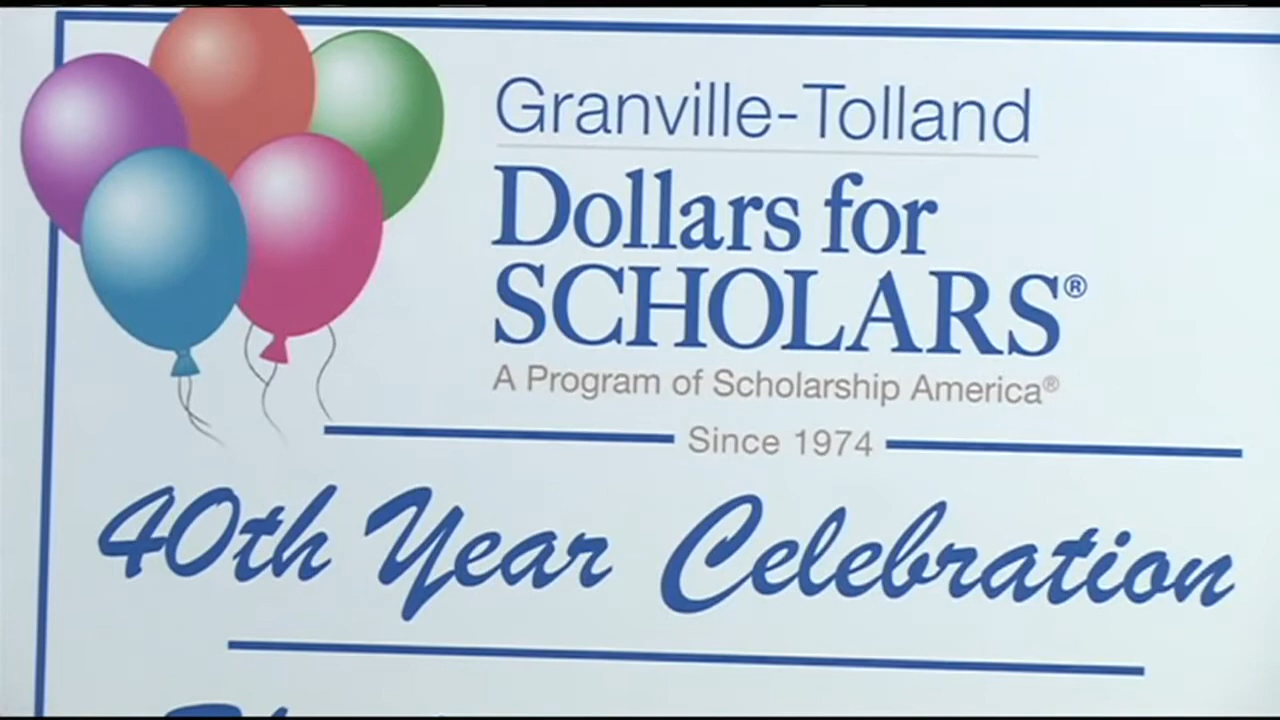 Granville-Tolland
Dollars for
SCHOLARS®
A Program of Scholarship America®
Since 1974
40th Year Celebration